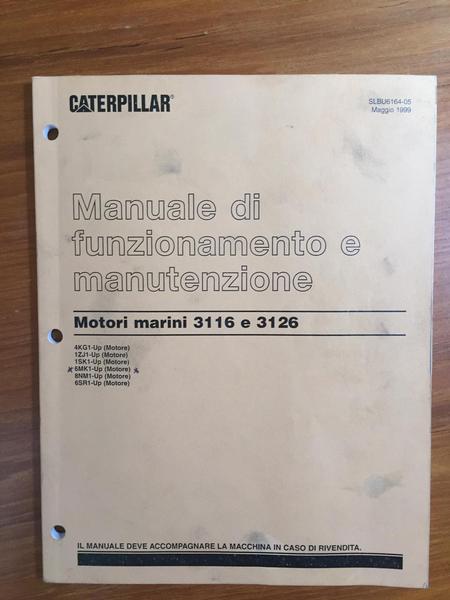 CATERPILLAR®
SLBU6164-05
Maggio 1999
Manuale di
funzionamento e
manutenzione
Motori marini 3116 e 3126
4KG1-Up (Motore)
1ZJ1-Up (Motore)
1SK1-Up (Motore)
6MK1-Up (Motore)
8NM1-Up (Motore)
6SR1-Up (Motore)
IL MANUALE DEVE ACCOMPAGNARE LA MACCHINA IN CASO DI RIVENDITA.